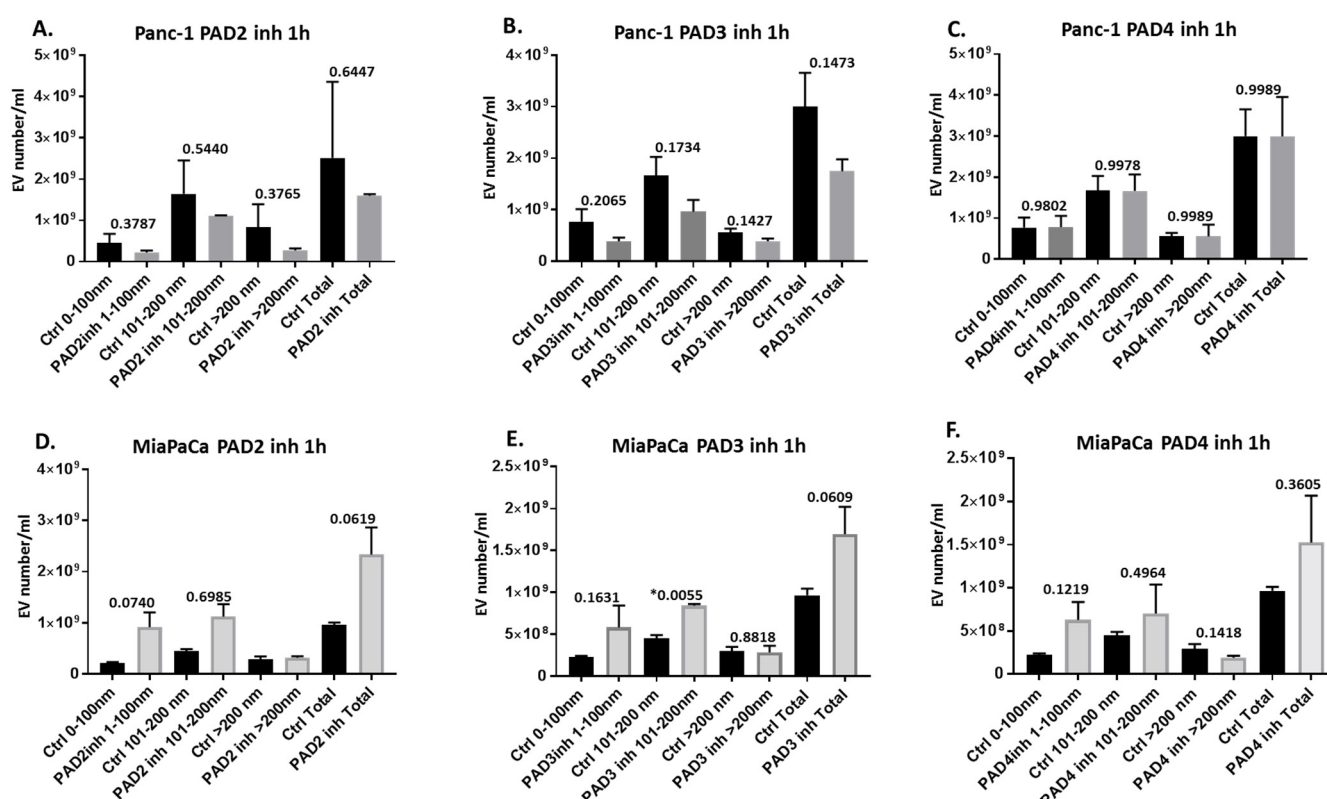 A.
Panc-1 PAD2 inh 1h
EV number/ml
5×10⁹
4×10⁹
3×10⁹
2×10⁹
1×10⁹
0
0.3787
0.5440
0.3765
0.6447
Ctrl 0-100nm
PAD2inh 1-100nm
Ctrl 101-200 nm
PAD2 inh 101-200nm
Ctrl >200 nm
PAD2 inh >200nm
Ctrl Total
PAD2 inh Total
B.
Panc-1 PAD3 inh 1h
EV number/ml
4×10⁹
3×10⁹
2×10⁹
1×10⁹
0
0.2065
0.1734
0.1427
0.1473
Ctrl 0-100nm
PAD3inh 1-100nm
Ctrl 101-200 nm
PAD3 inh 101-200nm
Ctrl >200 nm
PAD3 inh >200nm
Ctrl Total
PAD3 inh Total
C.
Panc-1 PAD4 inh 1h
EV number/ml
5×10⁹
4×10⁹
3×10⁹
2×10⁹
1×10⁹
0
0.9802
0.9978
0.9989
0.9989
Ctrl 0-100nm
PAD4inh 1-100nm
Ctrl 101-200 nm
PAD4 inh 101-200nm
Ctrl >200 nm
PAD4 inh >200nm
Ctrl Total
PAD4 inh Total
D.
MiaPaCa PAD2 inh 1h
EV number/ml
4×10⁹
3×10⁹
2×10⁹
1×10⁹
0
0.0740
0.6985
0.0619
Ctrl 0-100nm
PAD2inh 1-100nm
Ctrl 101-200 nm
PAD2 inh 101-200nm
Ctrl >200 nm
PAD2 inh >200nm
Ctrl Total
PAD2 inh Total
E.
MiaPaCa PAD3 inh 1h
EV number/ml
2.5×10⁹
2×10⁹
1.5×10⁹
1×10⁹
5×10⁸
0
0.1631
*0.0055
0.8818
0.0609
Ctrl 0-100nm
PAD3inh 1-100nm
Ctrl 101-200 nm
PAD3 inh 101-200nm
Ctrl >200 nm
PAD3 inh >200nm
Ctrl Total
PAD3 inh Total
F.
MiaPaCa PAD4 inh 1h
EV number/ml
2.5×10⁹
2×10⁹
1.5×10⁹
1×10⁹
5×10⁸
0
0.1219
0.4964
0.1418
0.3605
Ctrl 0-100nm
PAD4inh 1-100nm
Ctrl 101-200 nm
PAD4 inh 101-200nm
Ctrl >200 nm
PAD4 inh >200nm
Ctrl Total
PAD4 inh Total